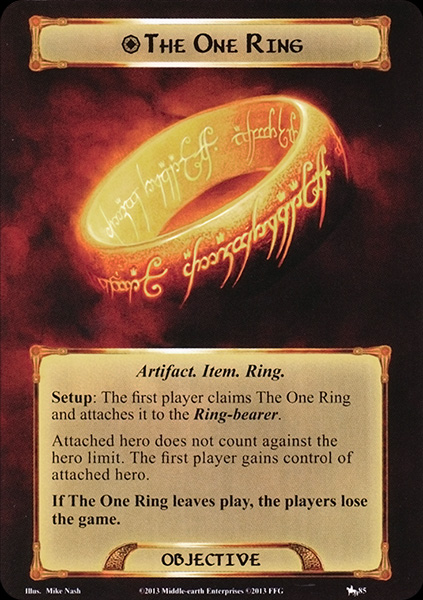 THE ONE RING
Artifact. Item. Ring.
Setup: The first player claims The One Ring
and attaches it to the Ring-bearer.
Attached hero does not count against the
hero limit. The first player gains control of
attached hero.
If The One Ring leaves play, the players lose
the game.
OBJECTIVE
Illus. Mike Nash ©2013 Middle-earth Enterprises ©2013 FFG 85